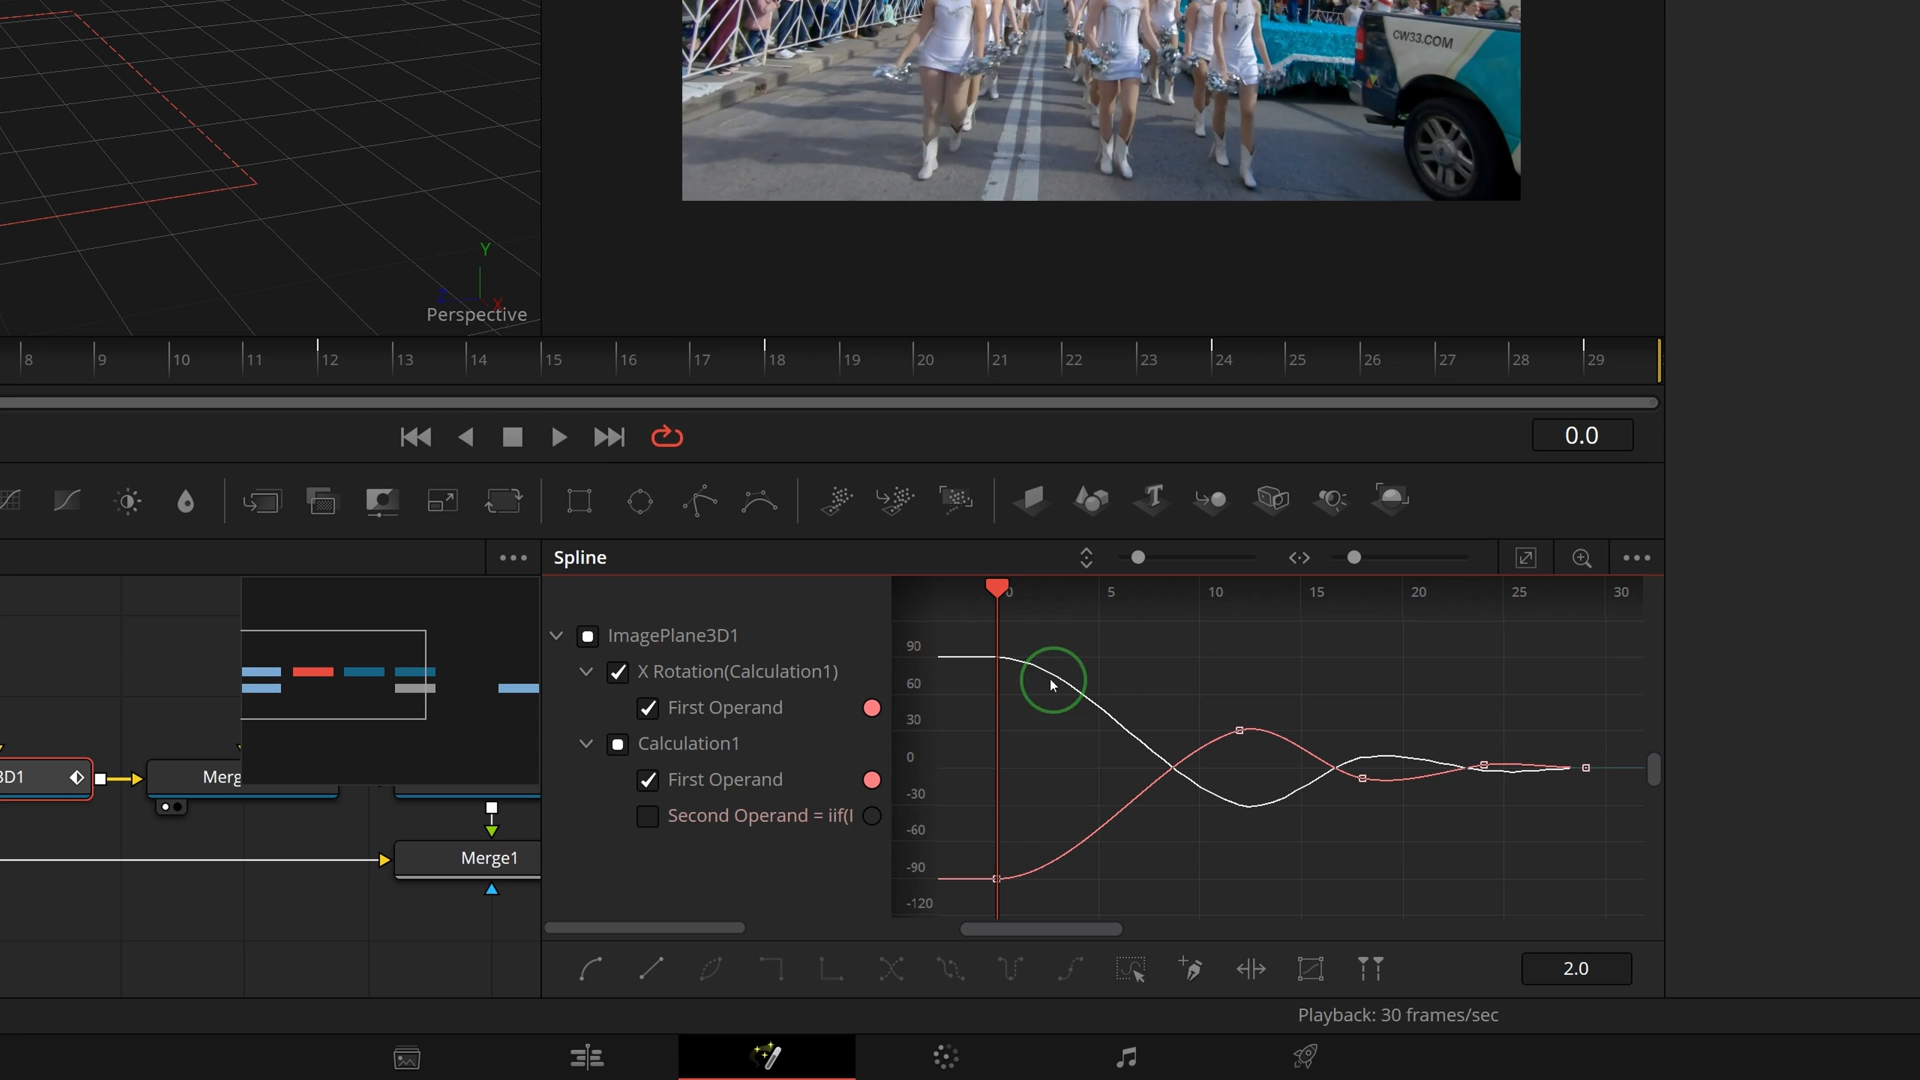 CW33.COM
Y
Z
X
Perspective
8 9 10 11 12 13 14 15 16 17 18 19 20 21 22 23 24 25 26 27 28 29
0.0
Spline
0 5 10 15 20 25 30
ImagePlane3D1
X Rotation(Calculation1)
First Operand
Calculation1
First Operand
Second Operand = iif(I
90
60
30
0
-30
-60
-90
-120
3D1
Merg
Merge1
2.0
Playback: 30 frames/sec